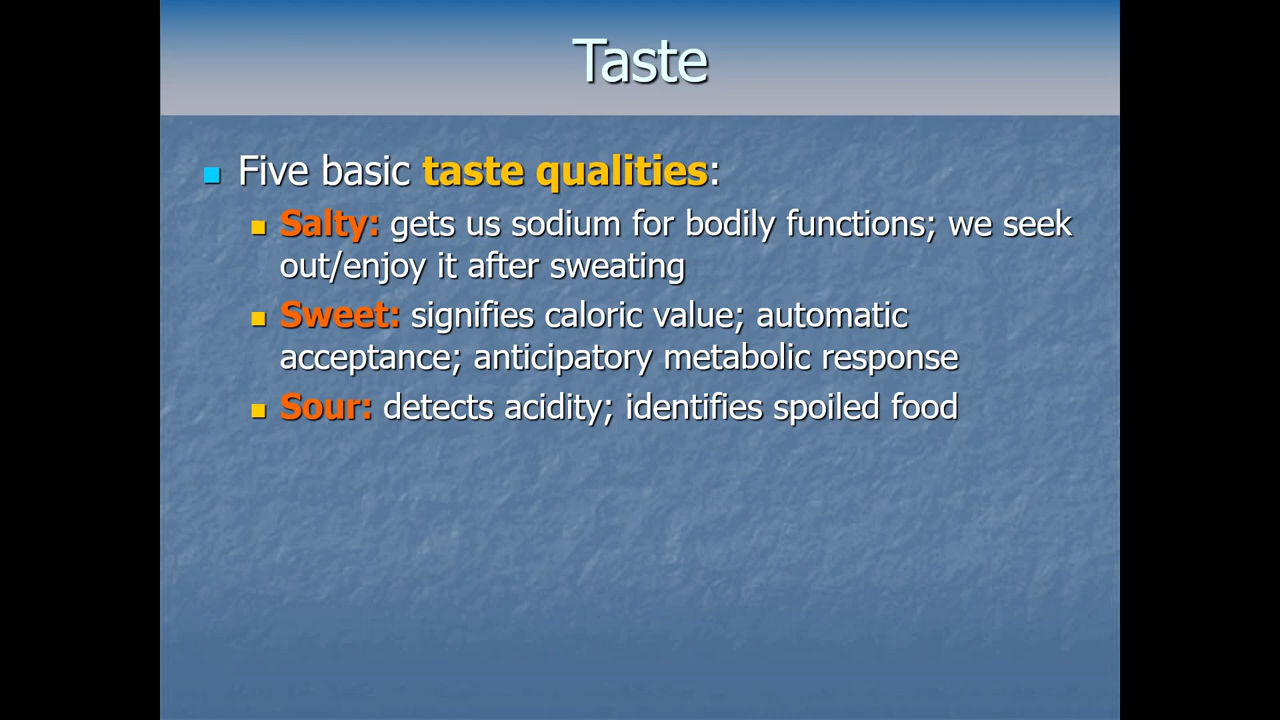 Taste
Five basic taste qualities:
Salty: gets us sodium for bodily functions; we seek
out/enjoy it after sweating
Sweet: signifies caloric value; automatic
acceptance; anticipatory metabolic response
Sour: detects acidity; identifies spoiled food